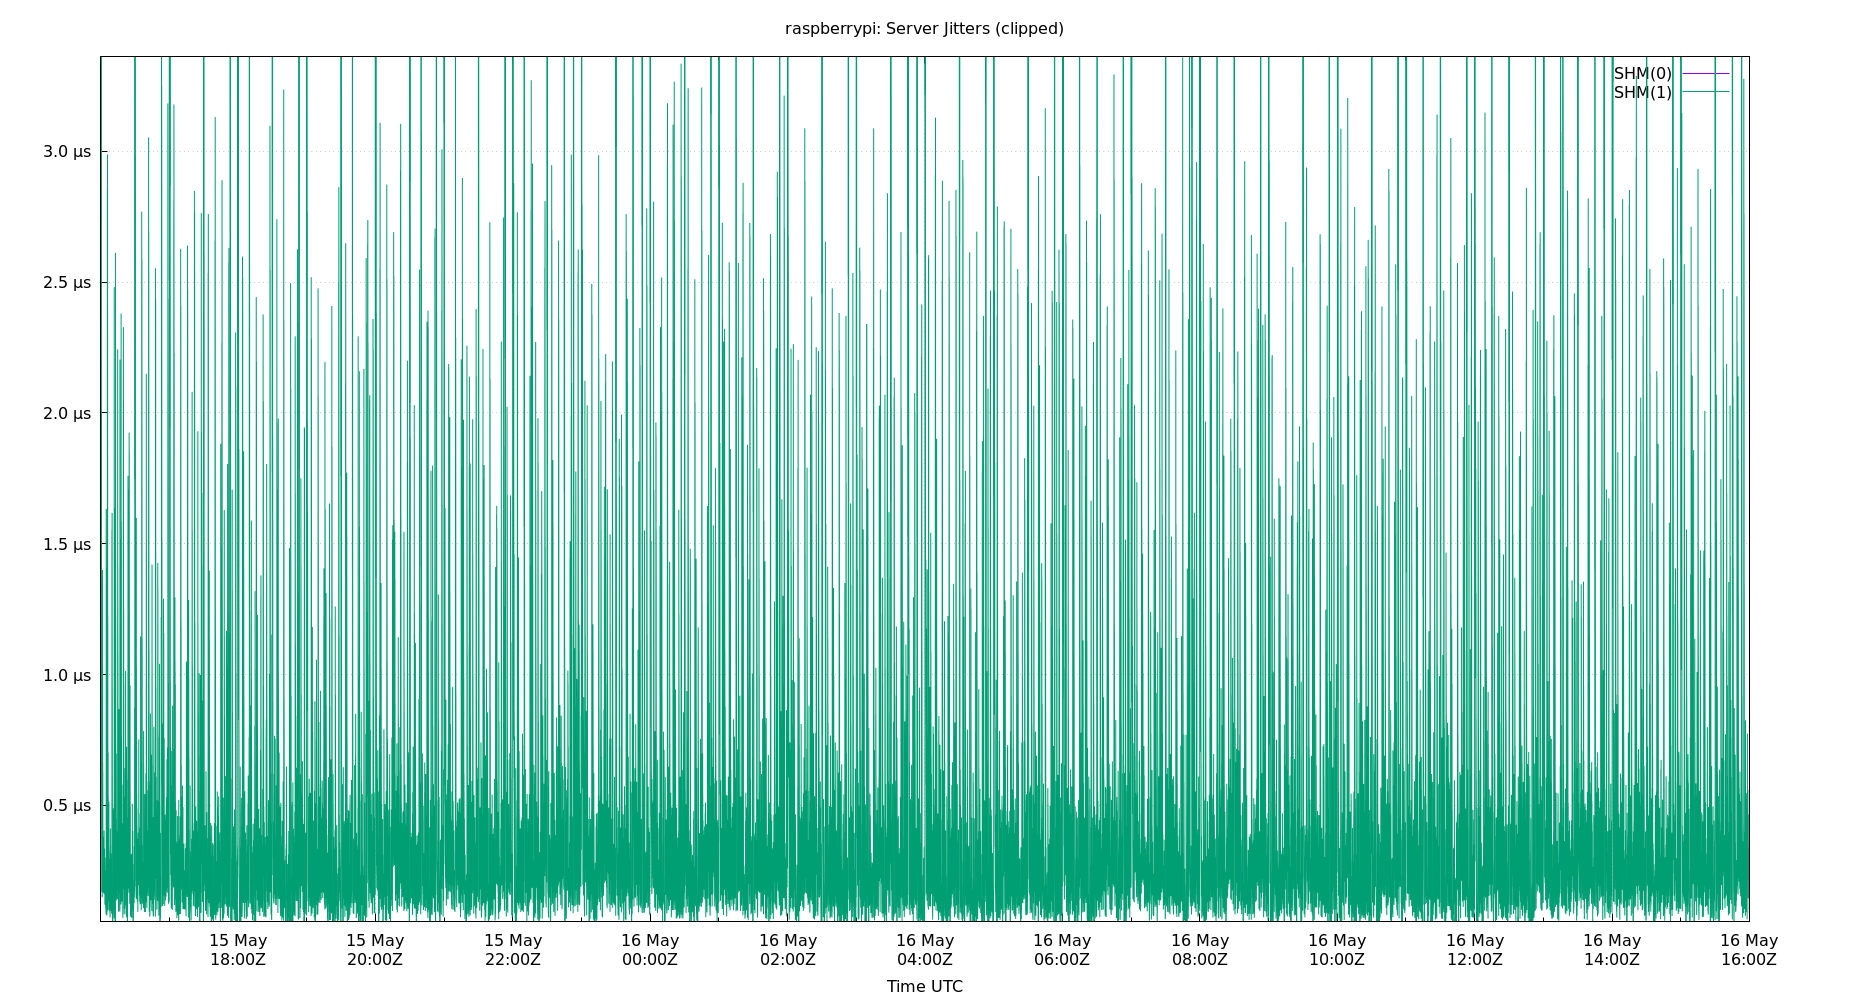 raspberrypi: Server Jitters (clipped)
SHM(0)
SHM(1)
3.0 µs
2.5 µs
2.0 µs
1.5 µs
1.0 µs
0.5 µs
15 May 15 May 15 May 16 May 16 May 16 May 16 May 16 May 16 May 16 May 16 May 16 May
18:00Z 20:00Z 22:00Z 00:00Z 02:00Z 04:00Z 06:00Z 08:00Z 10:00Z 12:00Z 14:00Z 16:00Z
Time UTC